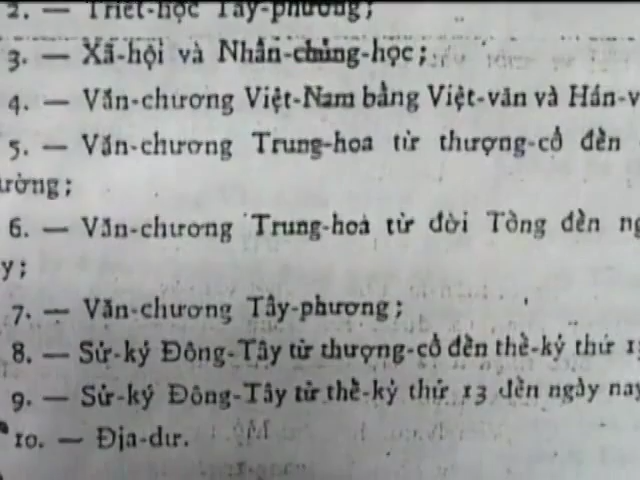 2. — Triết-học Tây-phương;
3. — Xã-hội và Nhân-chủng-học;
4. — Văn-chương Việt-Nam bằng Việt-văn và Hán-v
5. — Văn-chương Trung-hoa từ thượng-cổ đến
ường;
6. — Văn-chương Trung-hoa từ đời Tống đến ng
y;
7. — Văn-chương Tây-phương;
8. — Sử-ký Đông-Tây từ thượng-cổ đến thế-kỷ thứ 13
9. — Sử-ký Đông-Tây từ thế-kỷ thứ 13 đến ngày nay
10. — Địa-dư.